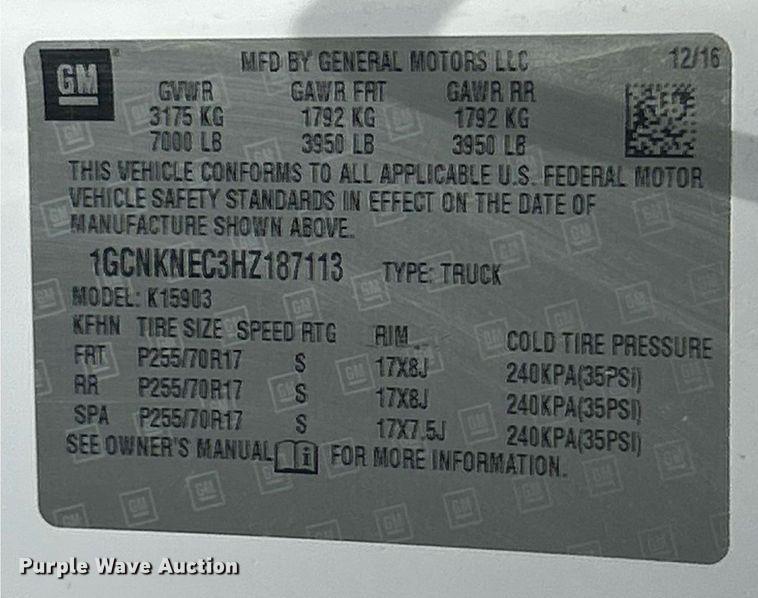 GM
MFD BY GENERAL MOTORS LLC 12/16
GVWR GAWR FRT GAWR RR
3175 KG 1792 KG 1792 KG
7000 LB 3950 LB 3950 LB
THIS VEHICLE CONFORMS TO ALL APPLICABLE U.S. FEDERAL MOTOR
VEHICLE SAFETY STANDARDS IN EFFECT ON THE DATE OF
MANUFACTURE SHOWN ABOVE.
1GCNKNEC3HZ187113 TYPE: TRUCK
MODEL: K15903
KFHN TIRE SIZE SPEED RTG RIM COLD TIRE PRESSURE
FRT P255/70R17 S 17X8J 240KPA(35PSI)
RR P255/70R17 S 17X8J 240KPA(35PSI)
SPA P255/70R17 S 17X7.5J 240KPA(35PSI)
SEE OWNER'S MANUAL i FOR MORE INFORMATION.
Purple Wave Auction